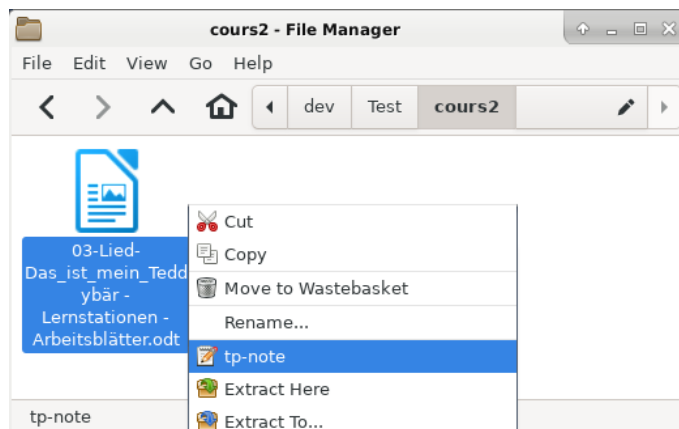 cours2 - File Manager
File Edit View Go Help
dev Test cours2
03-Lied-
Das_ist_mein_Tedd
ybär -
Lernstationen -
Arbeitsblätter.odt
Cut
Copy
Move to Wastebasket
Rename...
tp-note
Extract Here
Extract To...
tp-note